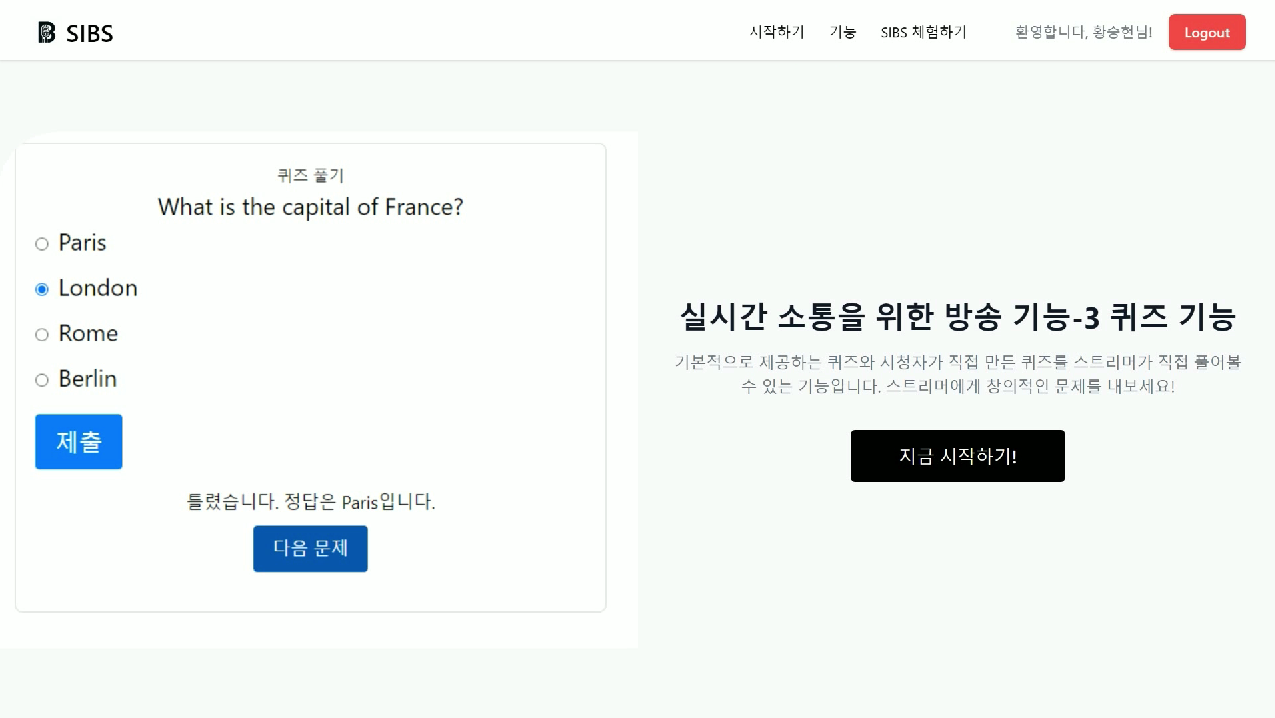 SIBS
시작하기
기능
SIBS 체험하기
환영합니다, 황승현님!
Logout
퀴즈 풀기
What is the capital of France?
Paris
London
Rome
Berlin
제출
틀렸습니다. 정답은 Paris입니다.
다음 문제
실시간 소통을 위한 방송 기능-3 퀴즈 기능
기본적으로 제공하는 퀴즈와 시청자가 직접 만든 퀴즈를 스트리머가 직접 풀어볼
수 있는 기능입니다. 스트리머에게 창의적인 문제를 내보세요!
지금 시작하기!